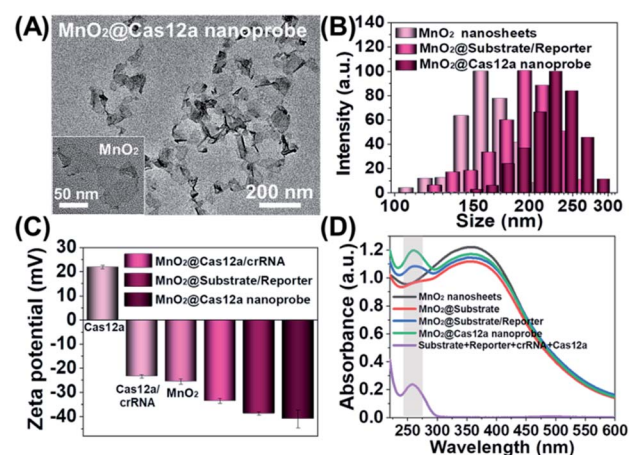 (A)
MnO2@Cas12a nanoprobe
MnO2
50 nm
200 nm
(B)
140
120
100
80
60
40
20
0
Intensity (a.u.)
MnO2 nanosheets
MnO2@Substrate/Reporter
MnO2@Cas12a nanoprobe
100
150
200
250
300
Size (nm)
(C)
30
20
10
0
-10
-20
-30
-40
Zeta potential (mV)
MnO2@Cas12a/crRNA
MnO2@Substrate/Reporter
MnO2@Cas12a nanoprobe
Cas12a
Cas12a/
crRNA
MnO2
(D)
1.2
1.0
0.8
0.6
0.4
0.2
0.0
Absorbance (a.u.)
MnO2 nanosheets
MnO2@Substrate
MnO2@Substrate/Reporter
MnO2@Cas12a nanoprobe
Substrate+Reporter+crRNA+Cas12a
250 300 350 400 450 500 550 600
Wavelength (nm)